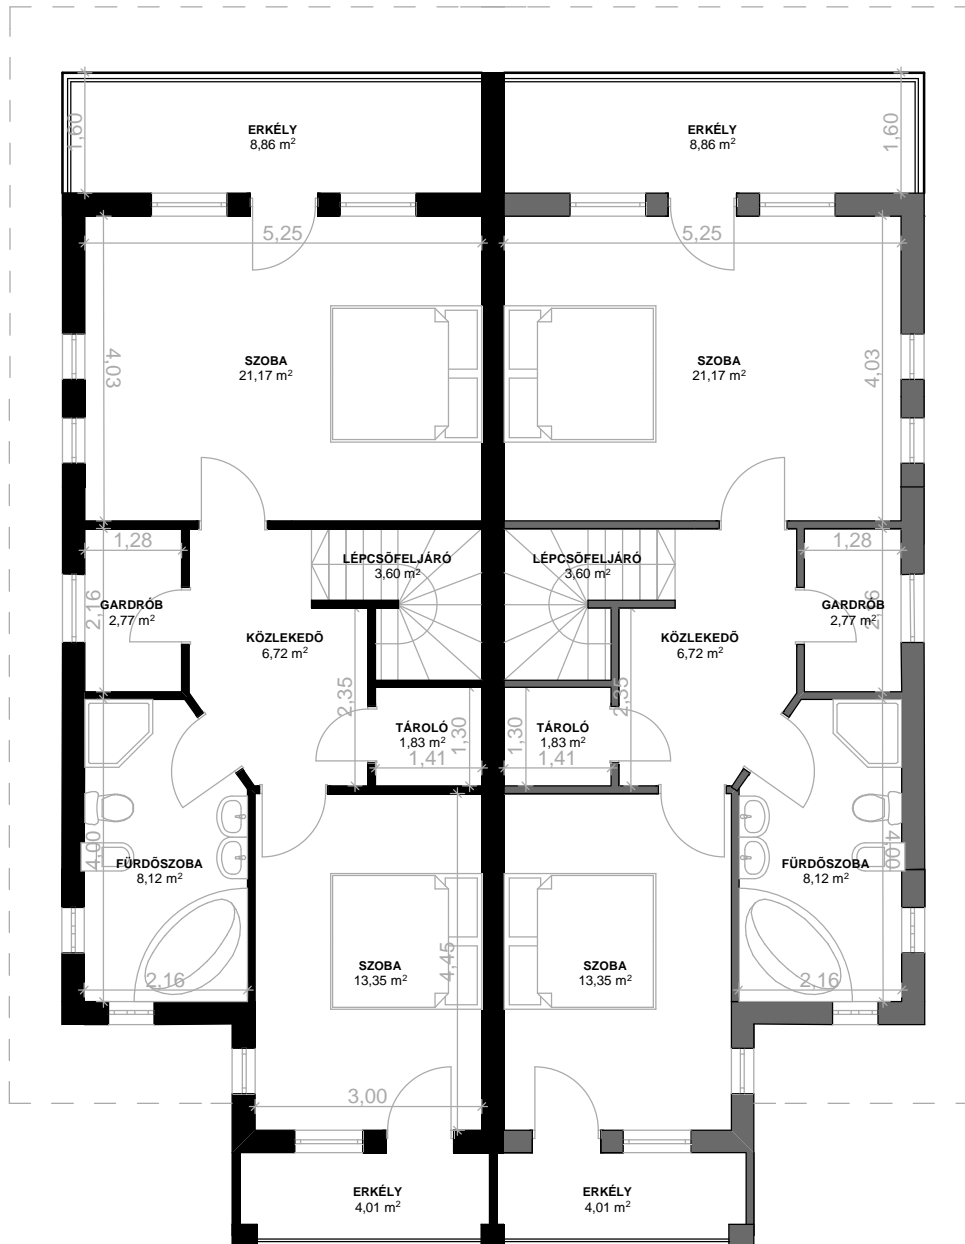 ERKÉLY
8,86 m²
ERKÉLY
8,86 m²
1,60
1,60
5,25
5,25
4,03
4,03
SZOBA
21,17 m²
SZOBA
21,17 m²
1,28
1,28
LÉPCSŐFELJÁRÓ
3,60 m²
LÉPCSŐFELJÁRÓ
3,60 m²
2,16
2,16
GARDRÓB
2,77 m²
GARDRÓB
2,77 m²
KÖZLEKEDŐ
6,72 m²
KÖZLEKEDŐ
6,72 m²
2,35
2,35
TÁROLÓ
1,83 m²
TÁROLÓ
1,83 m²
1,30
1,30
1,41
1,41
4,00
4,00
FÜRDŐSZOBA
8,12 m²
FÜRDŐSZOBA
8,12 m²
4,45
SZOBA
13,35 m²
SZOBA
13,35 m²
2,16
2,16
3,00
ERKÉLY
4,01 m²
ERKÉLY
4,01 m²